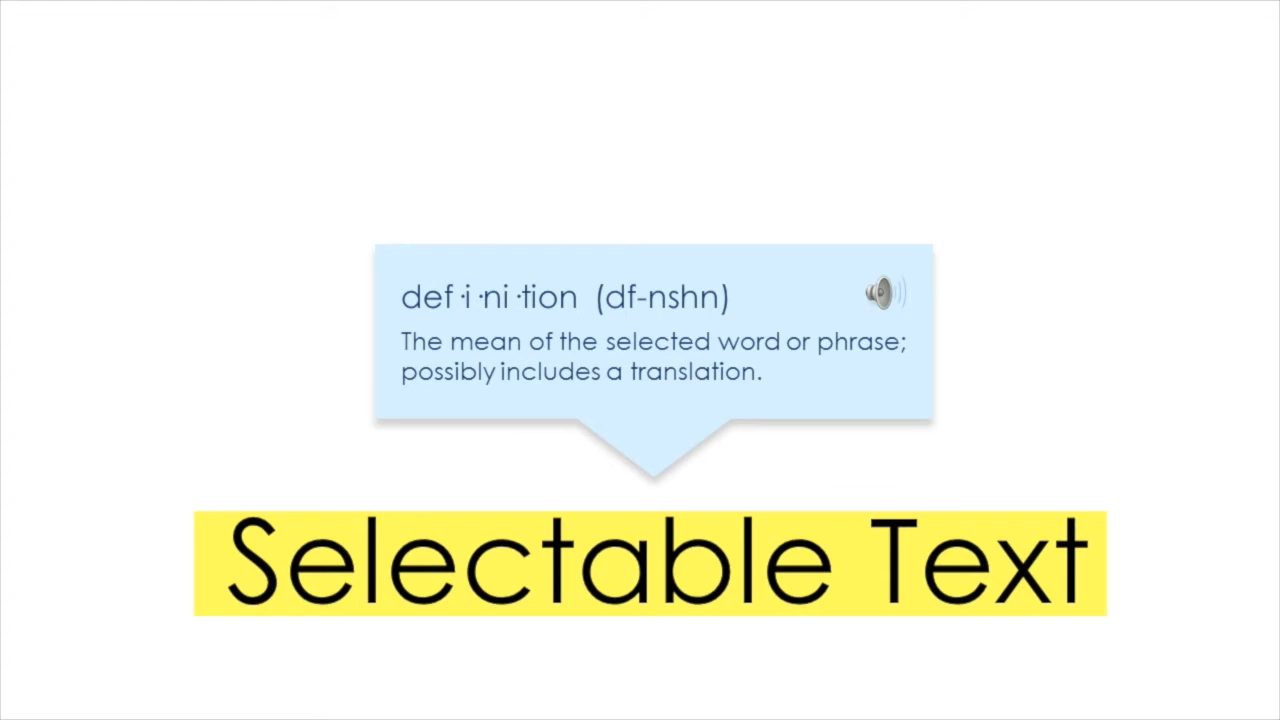 def·i·ni·tion (df-nshn)
The mean of the selected word or phrase;
possibly includes a translation.
Selectable Text